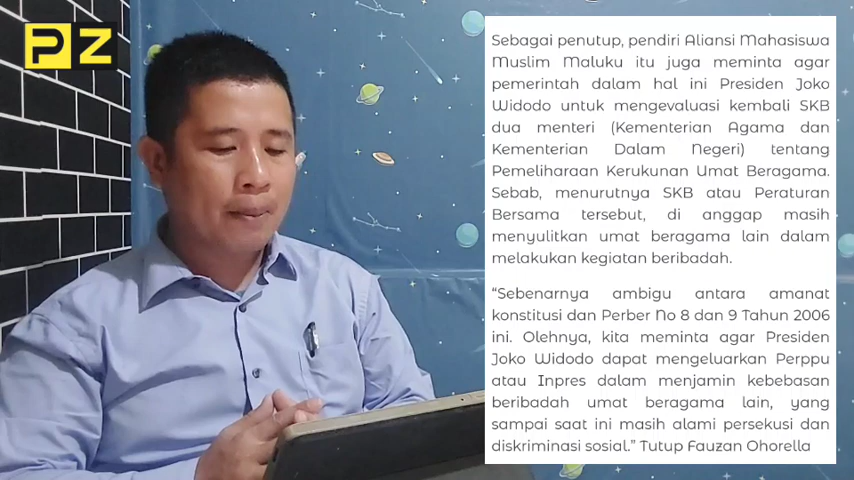 PZ
Sebagai penutup, pendiri Aliansi Mahasiswa
Muslim Maluku itu juga meminta agar
pemerintah dalam hal ini Presiden Joko
Widodo untuk mengevaluasi kembali SKB
dua menteri (Kementerian Agama dan
Kementerian Dalam Negeri) tentang
Pemeliharaan Kerukunan Umat Beragama.
Sebab, menurutnya SKB atau Peraturan
Bersama tersebut, di anggap masih
menyulitkan umat beragama lain dalam
melakukan kegiatan beribadah.
“Sebenarnya ambigu antara amanat
konstitusi dan Perber No 8 dan 9 Tahun 2006
ini. Olehnya, kita meminta agar Presiden
Joko Widodo dapat mengeluarkan Perppu
atau Inpres dalam menjamin kebebasan
beribadah umat beragama lain, yang
sampai saat ini masih alami persekusi dan
diskriminasi sosial.” Tutup Fauzan Ohorella